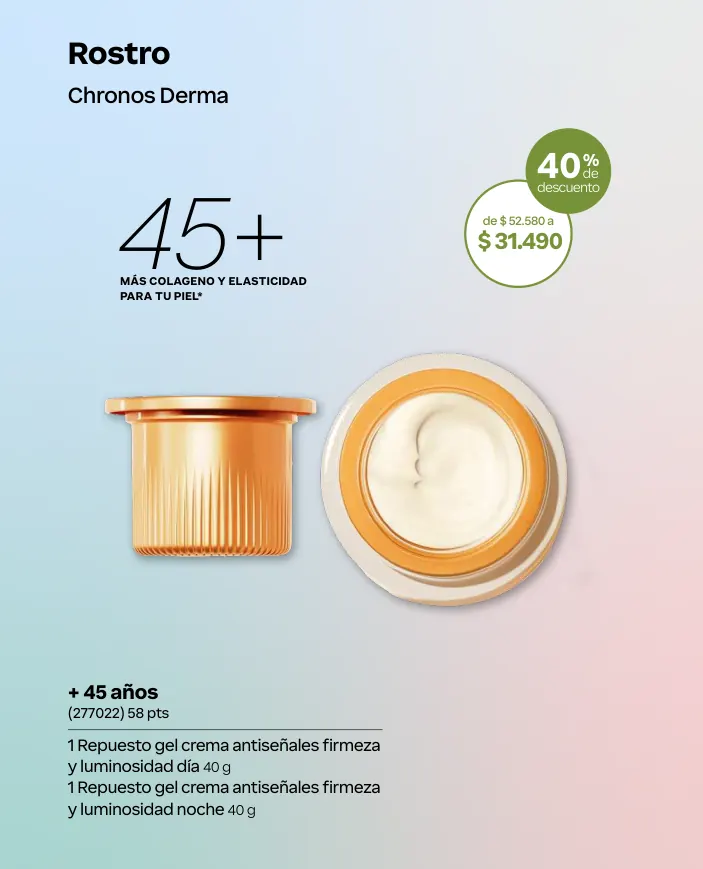 Rostro
Chronos Derma
40%
de
descuento
de $ 52.580 a
$ 31.490
45+
MÁS COLAGENO Y ELASTICIDAD
PARA TU PIEL*
+ 45 años
(277022) 58 pts
1 Repuesto gel crema antiseñales firmeza
y luminosidad día 40 g
1 Repuesto gel crema antiseñales firmeza
y luminosidad noche 40 g